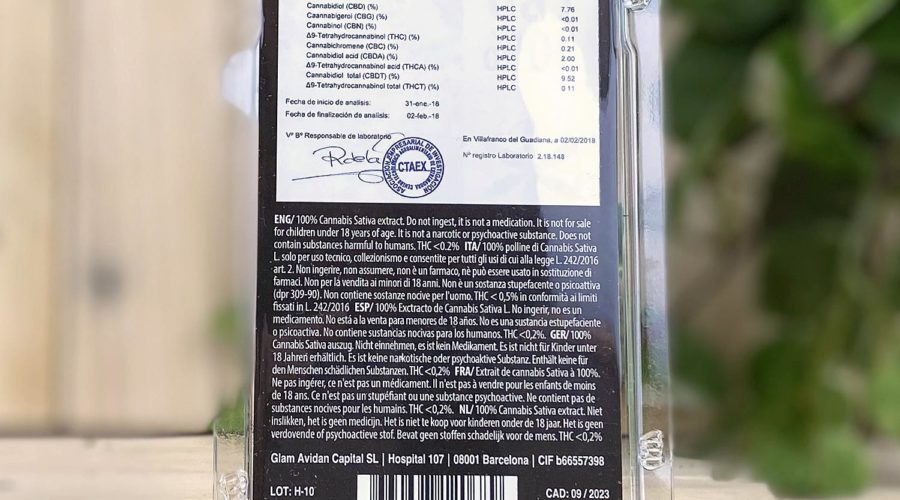 Cannabidiol (CBD) (%) HPLC 7.76
Caannabigerol (CBG) (%) HPLC <0.01
Cannabinol (CBN) (%) HPLC <0.01
Δ9-Tetrahydrocannabinol (THC) (%) HPLC 0.11
Cannabichromene (CBC) (%) HPLC 0.21
Cannabidiol acid (CBDA) (%) HPLC 2.00
Δ9-Tetrahydrocannabinol acid (THCA) (%) HPLC <0.01
Cannabidiol total (CBDT) (%) HPLC 9.52
Δ9-Tetrahydrocannabinol total (THCT) (%) HPLC 0.11
Fecha de inicio de analisis: 31-ene.-18
Fecha de finalización de analisis: 02-feb.-18
Vº Bº Responsable de laboratorio
En Villafranco del Guadiana, a 02/02/2018
Nº registro Laboratorio 2.18.148
ASOCIACIÓN EMPRESARIAL DE INVESTIGACIÓN
CTAEX
ENG/ 100% Cannabis Sativa extract. Do not ingest, it is not a medication. It is not for sale
for children under 18 years of age. It is not a narcotic or psychoactive substance. Does not
contain substances harmful to humans. THC <0.2% ITA/ 100% polline di Cannabis Sativa
L. solo per uso tecnico, collezionismo e consentite per tutti gli usi di cui alla legge L. 242/2016
art. 2. Non ingerire, non assumere, non è un farmaco, nè può essere usato in sostituzione di
farmaci. Non per là vendita ai minori di 18 anni. Non è un sostanza stupefacente o psicoattiva
(dpr 309-90). Non contiene sostanze nocive per l'uomo. THC < 0,5% in conformità ai limiti
fissati in L. 242/2016 ESP/ 100% Exctracto de Cannabis Sativa L. No ingerir, no es un
medicamento. No está a la venta para menores de 18 años. No es una sustancia estupefaciente
o psicoactiva. No contiene sustancias nocivas para los humanos. THC <0,2%. GER/ 100%
Cannabis Sativa auszug. Nicht einnehmen, es ist kein Medikament. Es ist nicht für Kinder unter
18 Jahreri erhältlich. Es ist keine narkotische oder psychoaktive Substanz. Enthält keine für
den Menschen schädlichen Substanzen. THC <0,2% FRA/ Extrait de cannabis Sativa à 100%.
Ne pas ingérer, ce n'est pas un médicament. Il n'est pas à vendre pour les enfants de moins
de 18 ans. Ce n'est pas un stupéfiant ou une substance psychoactive. Ne contient pas de
substances nocives pour les humains. THC <0,2%. NL/ 100% Cannabis Sativa extract. Niet
inslikken, het is geen medicijn. Het is niet te koop voor kinderen onder de 18 jaar. Het is geen
verdovende of psychoactieve stof. Bevat geen stoffen schadelijk voor de mens. THC <0,2%
Glam Avidan Capital SL | Hospital 107 | 08001 Barcelona | CIF b66557398
LOT: H-10 CAD: 09 / 2023